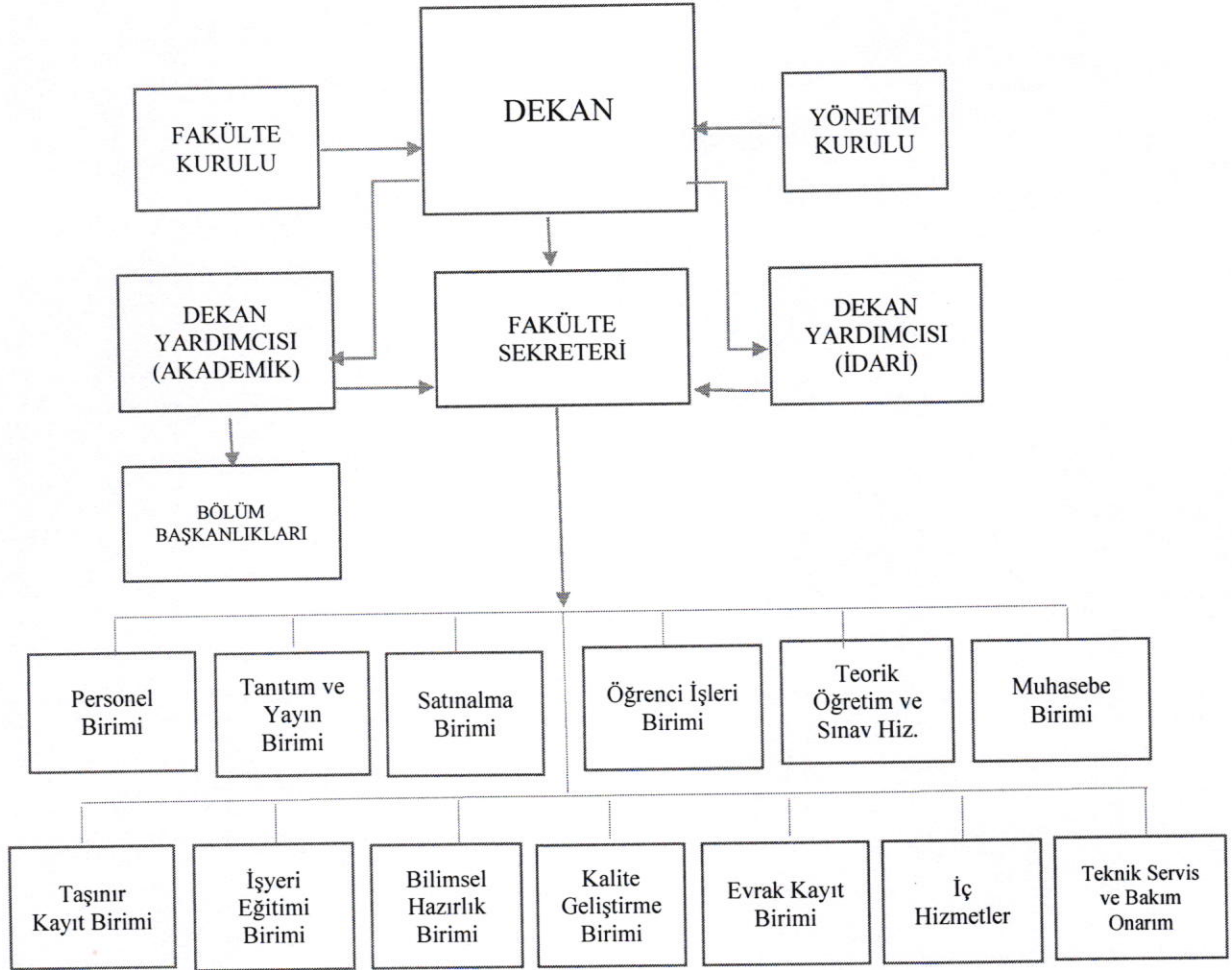 DEKAN
FAKÜLTE
KURULU
YÖNETİM
KURULU
DEKAN
YARDIMCISI
(AKADEMİK)
FAKÜLTE
SEKRETERİ
DEKAN
YARDIMCISI
(İDARİ)
BÖLÜM
BAŞKANLIKLARI
Personel
Birimi
Tanıtım ve
Yayın
Birimi
Satınalma
Birimi
Öğrenci İşleri
Birimi
Teorik
Öğretim ve
Sınav Hiz.
Muhasebe
Birimi
Taşınır
Kayıt Birimi
İşyeri
Eğitimi
Birimi
Bilimsel
Hazırlık
Birimi
Kalite
Geliştirme
Birimi
Evrak Kayıt
Birimi
İç
Hizmetler
Teknik Servis
ve Bakım
Onarım